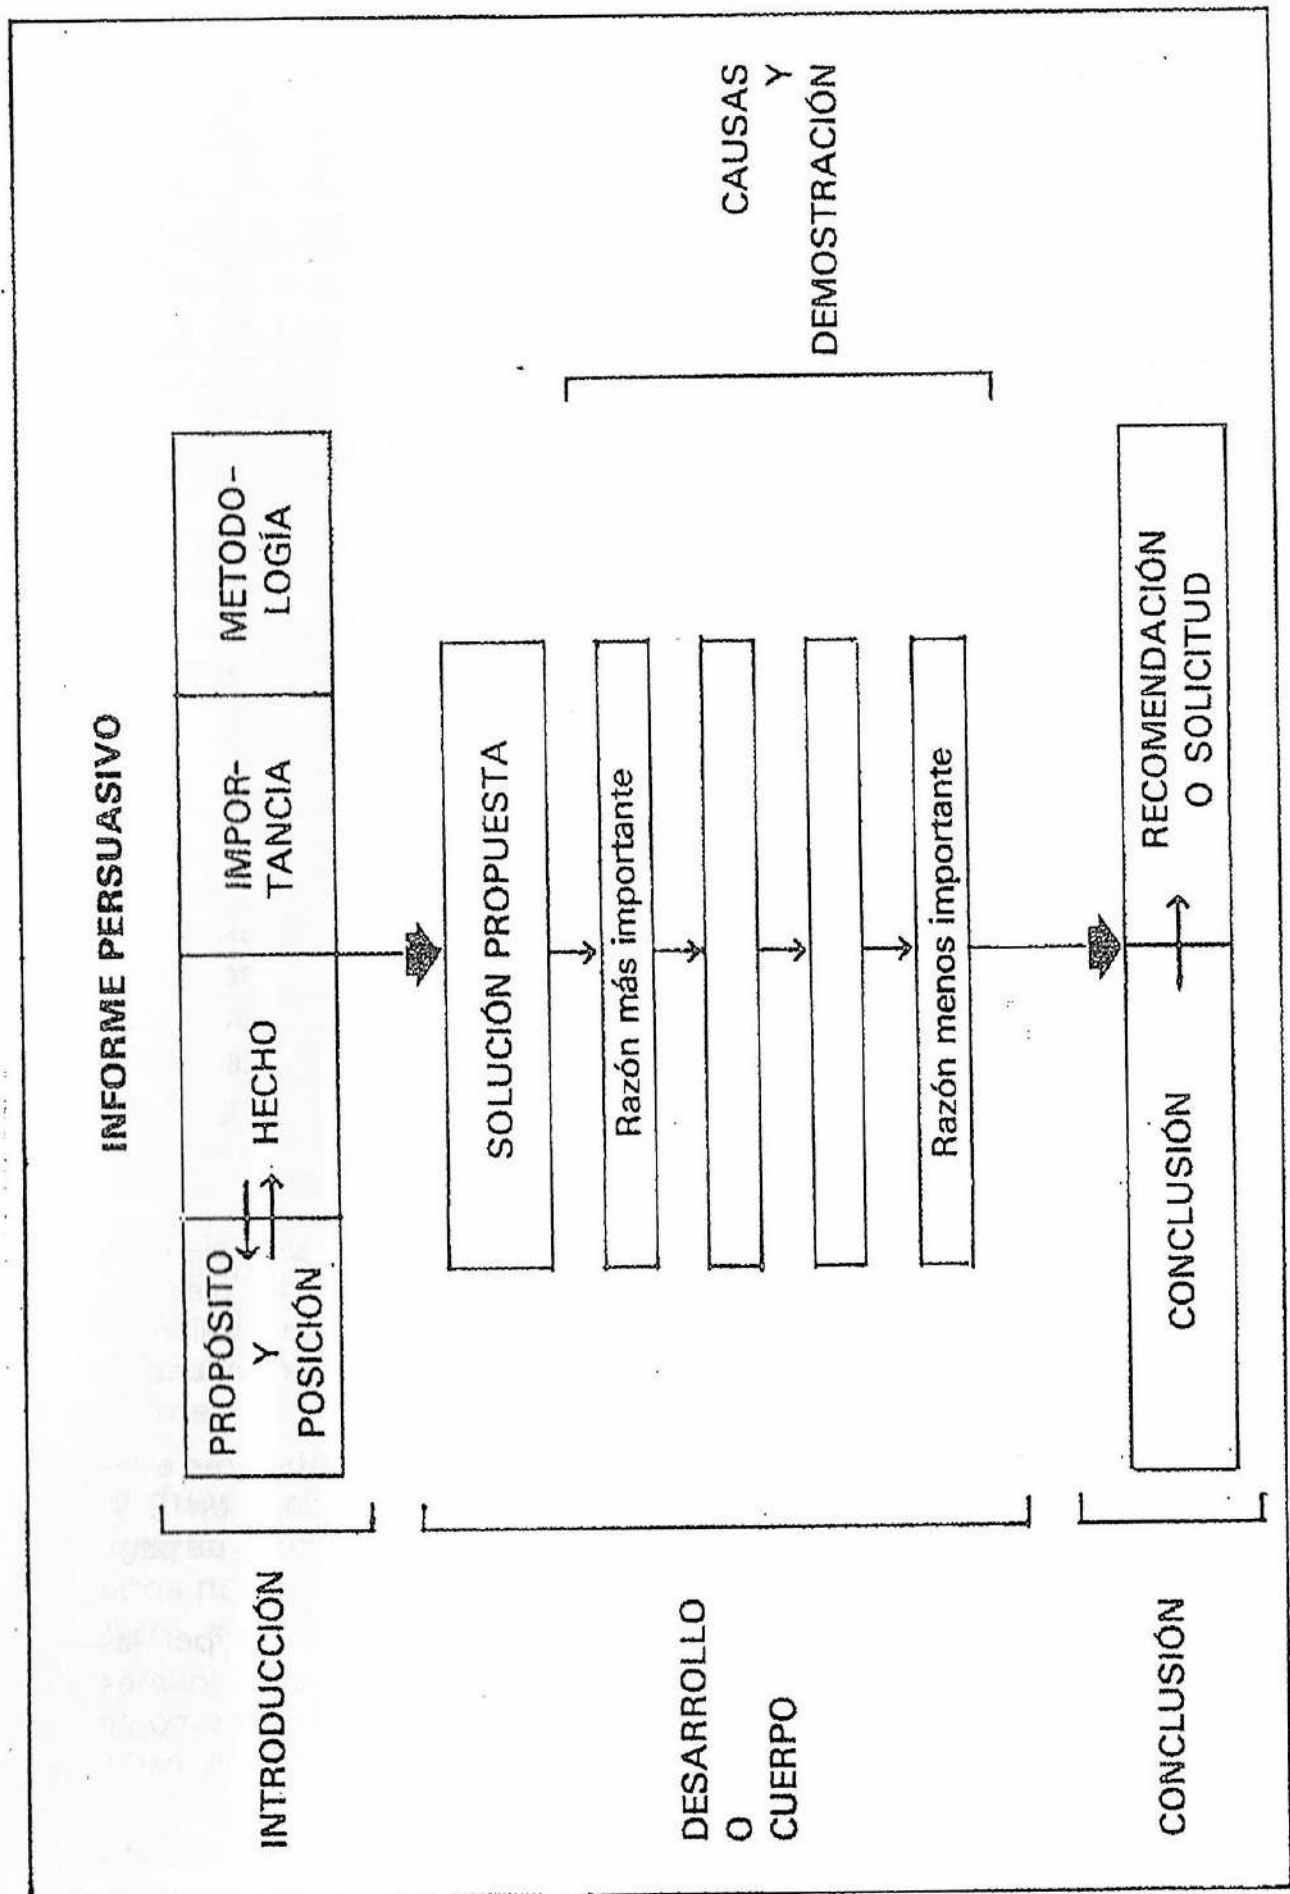 INFORME PERSUASIVO
INTRODUCCIÓN
PROPÓSITO
Y
POSICIÓN
HECHO
IMPOR-
TANCIA
METODO-
LOGÍA
DESARROLLO
O
CUERPO
SOLUCIÓN PROPUESTA
Razón más importante
Razón menos importante
CAUSAS
Y
DEMOSTRACIÓN
CONCLUSIÓN
CONCLUSIÓN
RECOMENDACIÓN
O SOLICITUD